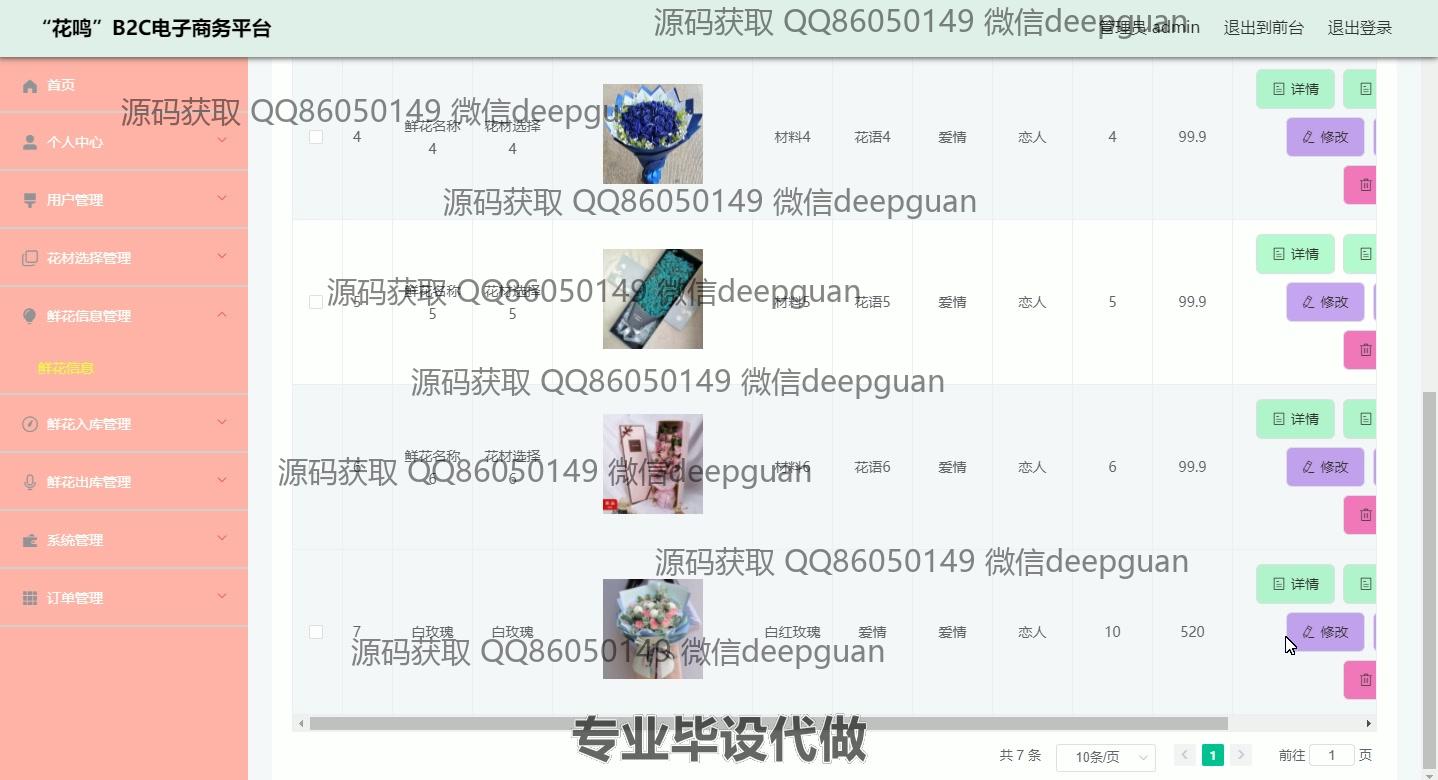 “花鸣”B2C电子商务平台
管理员 admin 退出到前台 退出登录
源码获取 QQ86050149 微信deepguan
首页
个人中心
用户管理
花材选择管理
鲜花信息管理
鲜花信息
鲜花入库管理
鲜花出库管理
系统管理
订单管理
源码获取 QQ86050149 微信deepguan
详情
4 鲜花名称4 花材选择4 材料4 花语4 爱情 恋人 4 99.9
修改
源码获取 QQ86050149 微信deepguan
详情
5 鲜花名称5 花材选择5 材料5 花语5 爱情 恋人 5 99.9
修改
源码获取 QQ86050149 微信deepguan
源码获取 QQ86050149 微信deepguan
详情
6 鲜花名称6 花材选择6 材料6 花语6 爱情 恋人 6 99.9
修改
源码获取 QQ86050149 微信deepguan
源码获取 QQ86050149 微信deepguan
详情
7 白玫瑰 白玫瑰 白红玫瑰 爱情 爱情 恋人 10 520
修改
源码获取 QQ86050149 微信deepguan
专业毕设代做
共 7 条 10条/页 1 前往 1 页